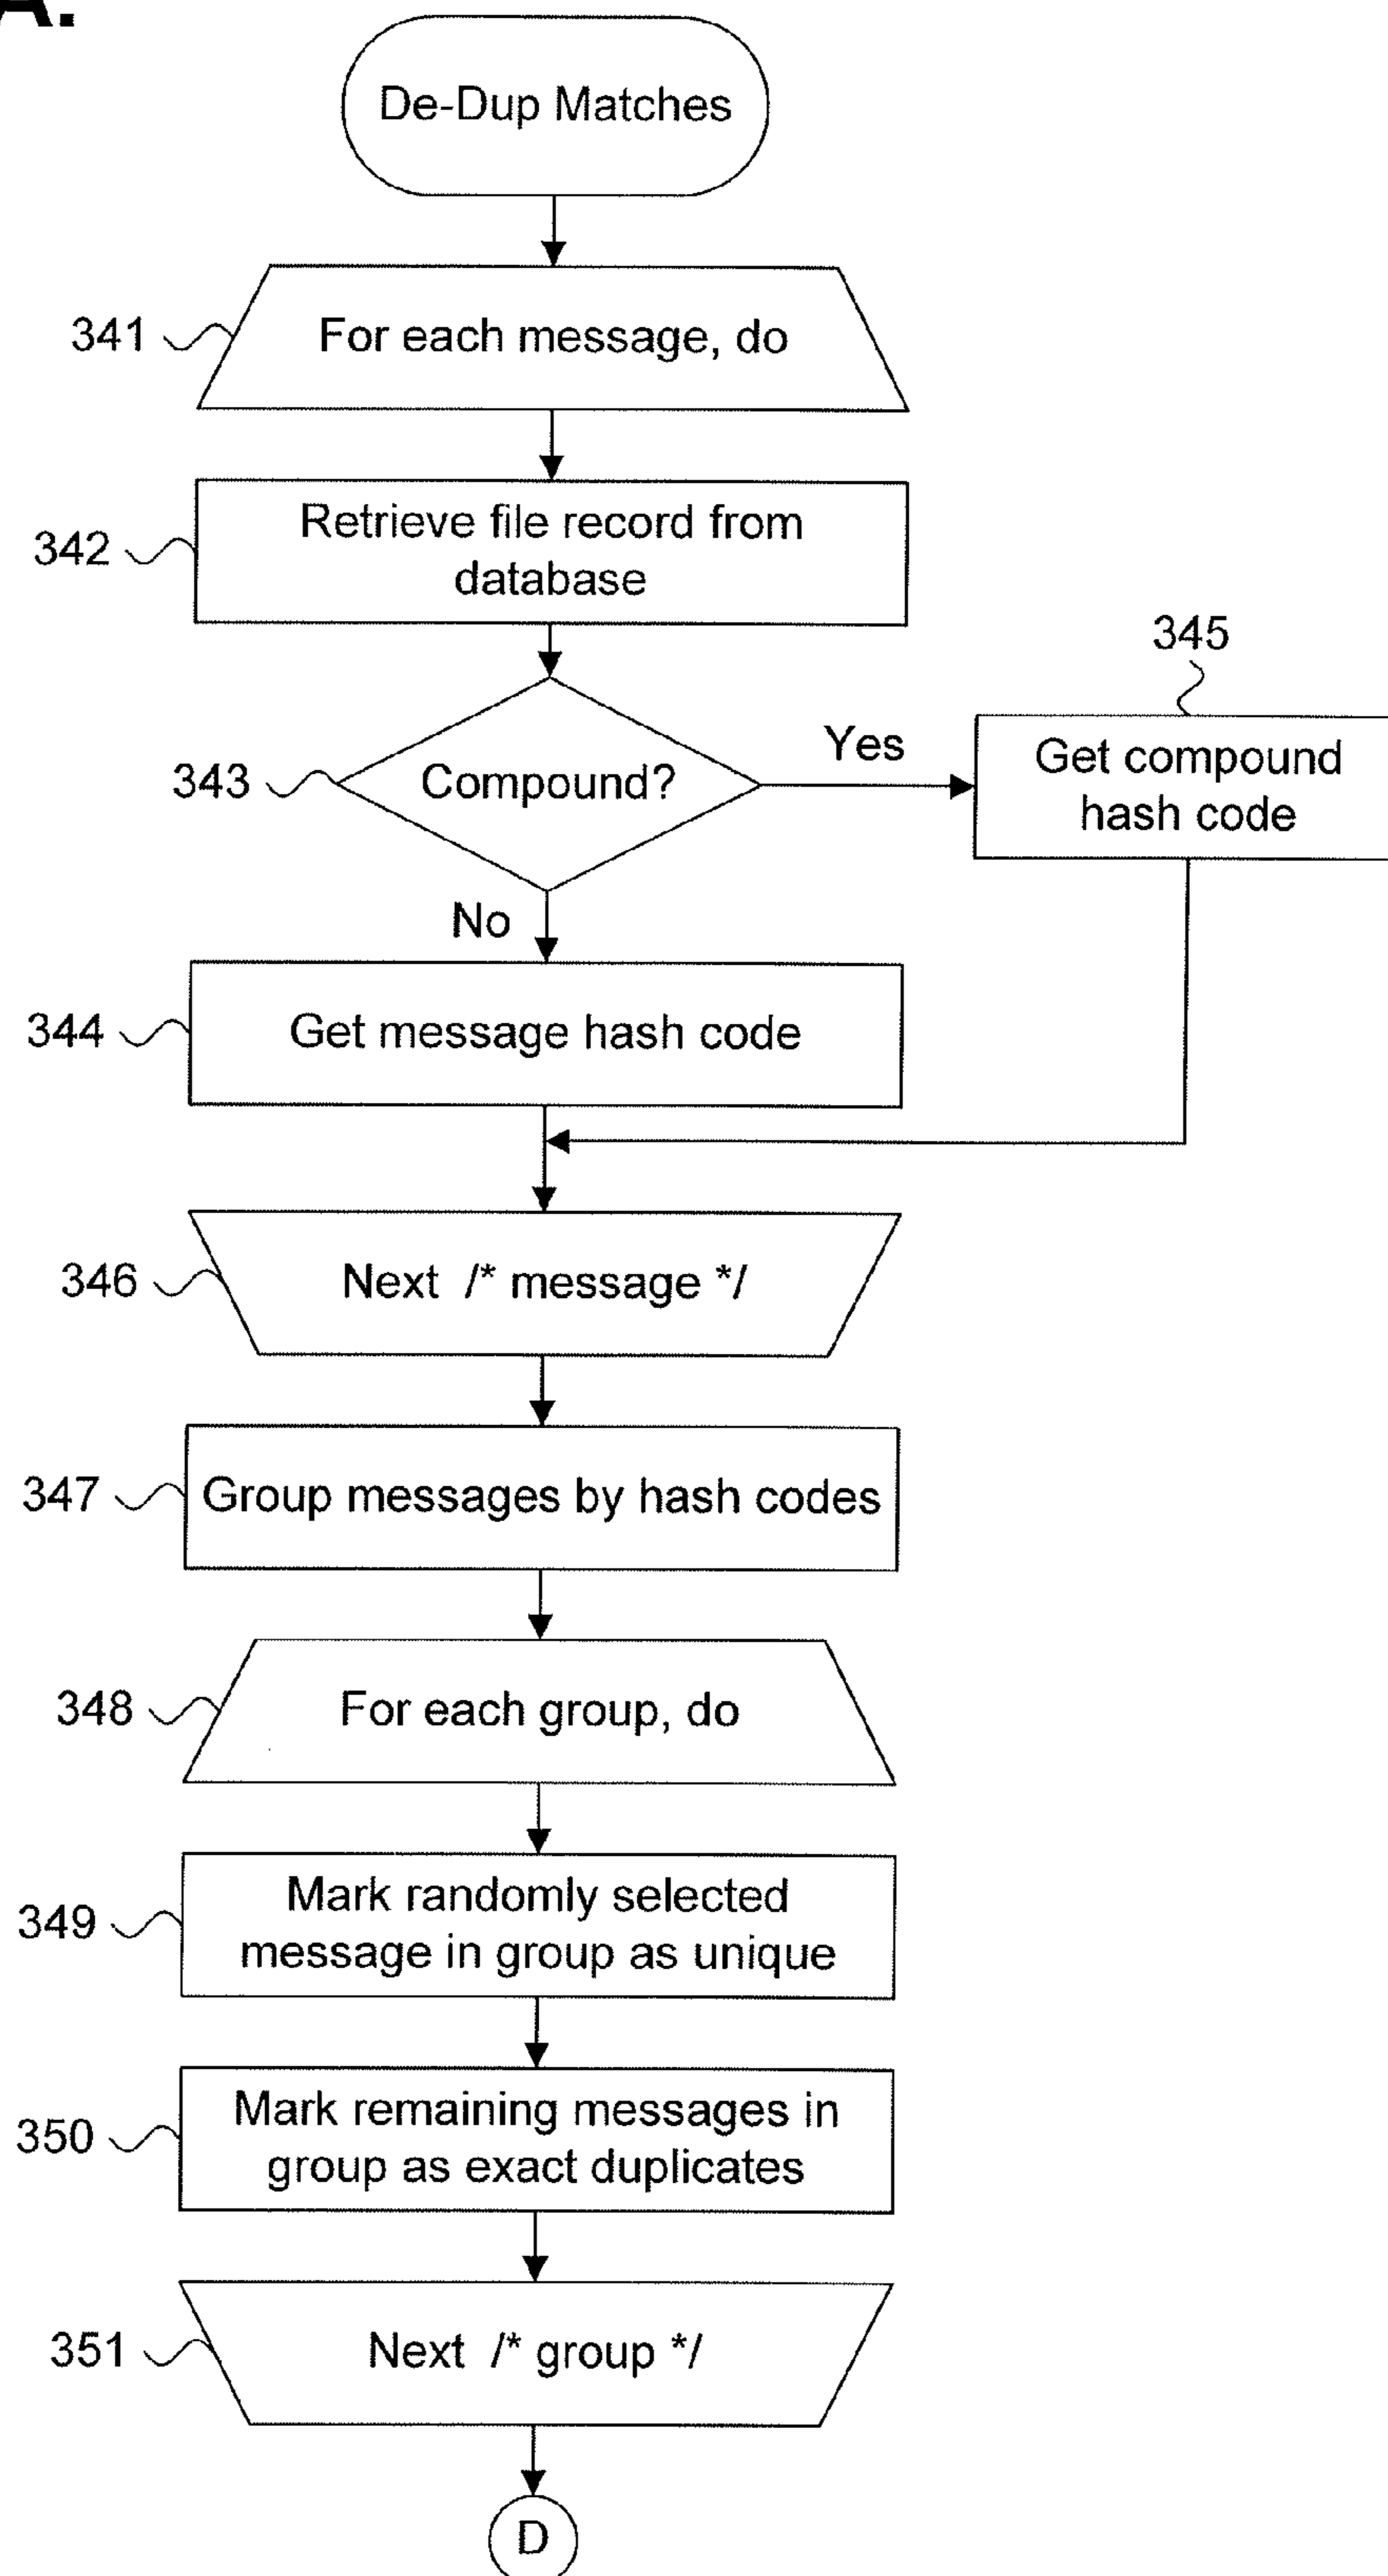 A.
De-Dup Matches
341
For each message, do
342
Retrieve file record from
database
343
Compound?
Yes
345
Get compound
hash code
No
344
Get message hash code
346
Next /* message */
347
Group messages by hash codes
348
For each group, do
349
Mark randomly selected
message in group as unique
350
Mark remaining messages in
group as exact duplicates
351
Next /* group */
D